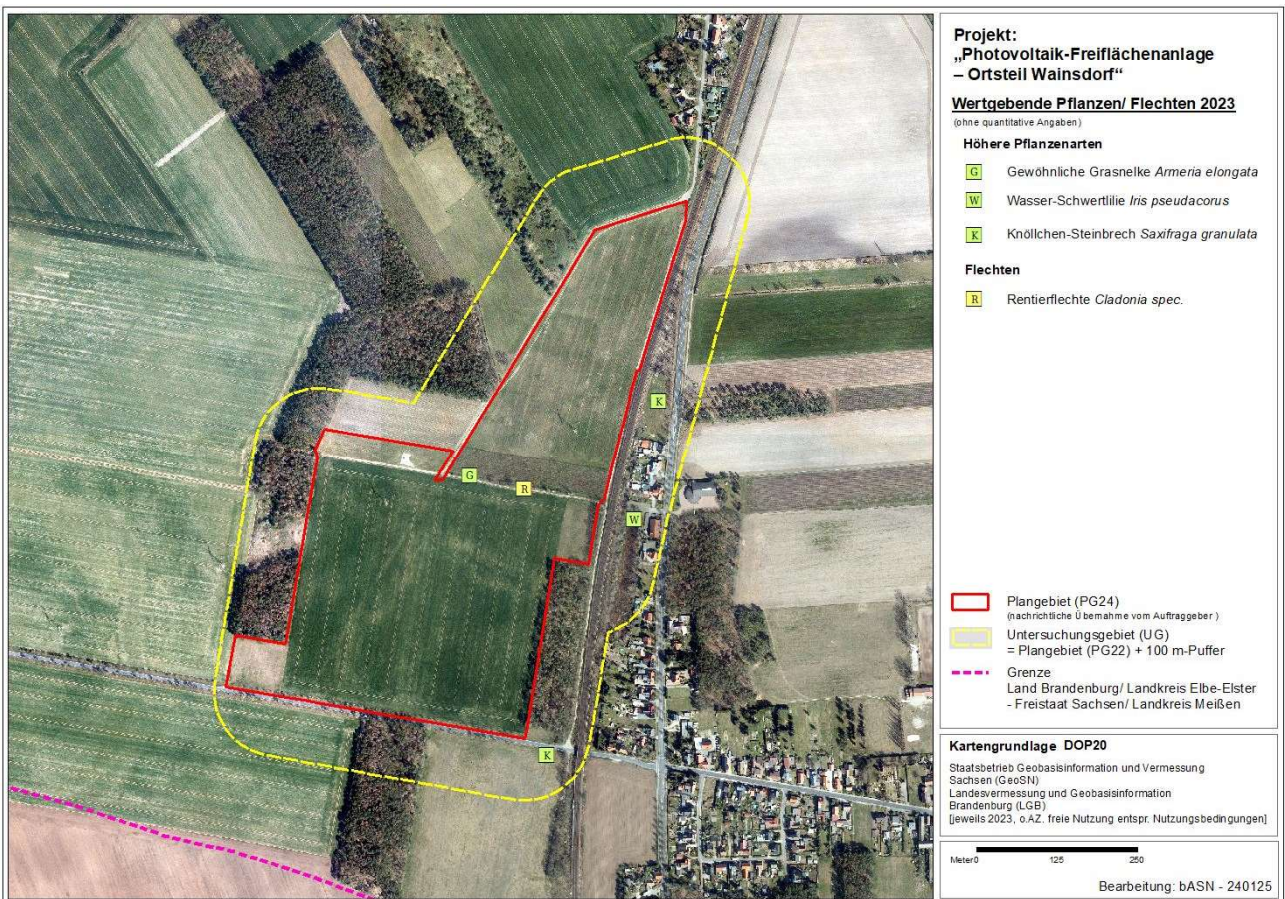 Projekt:
„Photovoltaik-Freiflächenanlage
– Ortsteil Wainsdorf“
Wertgebende Pflanzen/ Flechten 2023
(ohne quantitative Angaben)
Höhere Pflanzenarten
G Gewöhnliche Grasnelke Armeria elongata
W Wasser-Schwertlilie Iris pseudacorus
K Knöllchen-Steinbrech Saxifraga granulata
Flechten
R Rentierflechte Cladonia spec.
K
G
R
W
K
Plangebiet (PG24)
(nachrichtliche Übernahme vom Auftraggeber)
Untersuchungsgebiet (UG)
= Plangebiet (PG22) + 100 m-Puffer
Grenze
Land Brandenburg/ Landkreis Elbe-Elster
- Freistaat Sachsen/ Landkreis Meißen
Kartengrundlage DOP20
Staatsbetrieb Geobasisinformation und Vermessung
Sachsen (GeoSN)
Landesvermessung und Geobasisinformation
Brandenburg (LGB)
[jeweils 2023, o.AZ. freie Nutzung entspr. Nutzungsbedingungen]
Meter 0 125 250
Bearbeitung: bASN - 240125